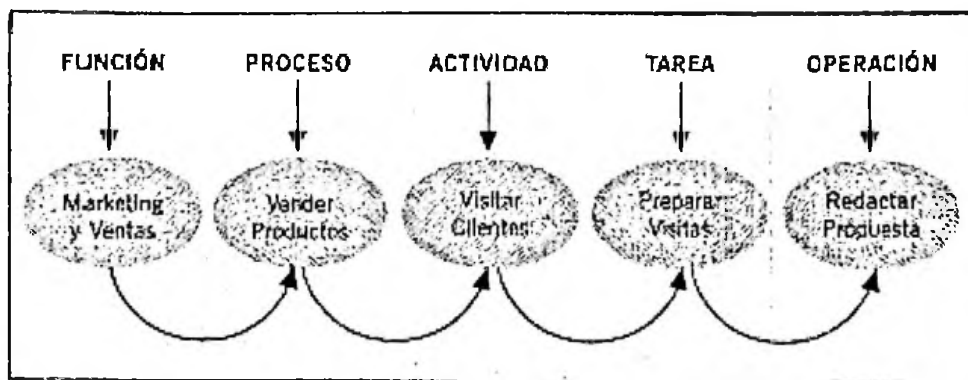 FUNCIÓN PROCESO ACTIVIDAD TAREA OPERACIÓN
Marketing
y Ventas
Vender
Productos
Visitar
Clientes
Preparar
Visitas
Redactar
Propuesta